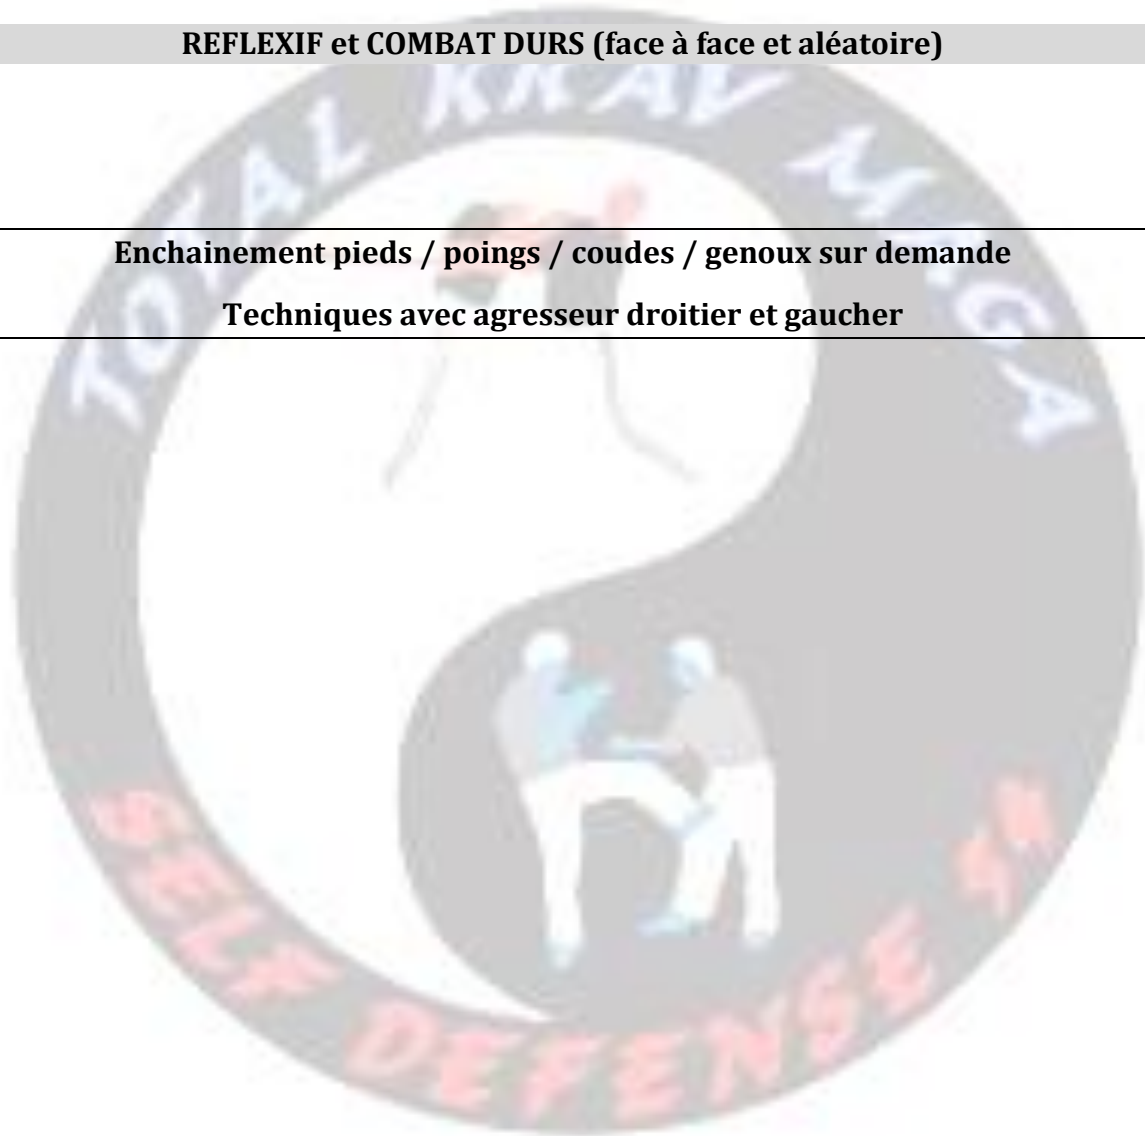 REFLEXIF et COMBAT DURS (face à face et aléatoire)
TOTAL KRAV MAGA
Enchainement pieds / poings / coudes / genoux sur demande
Techniques avec agresseur droitier et gaucher
SELF DEFENSE